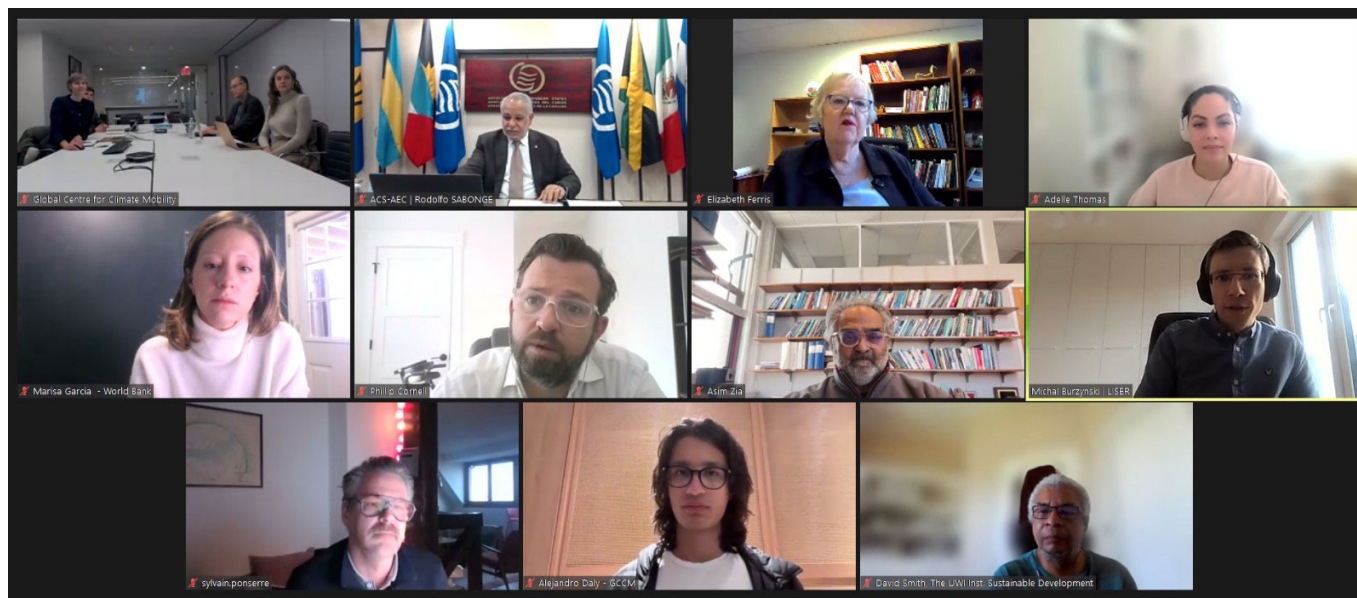 Global Centre for Climate Mobility
ACS-AEC | Rodolfo SABONGE
Elizabeth Ferris
Adelle Thomas
Marisa Garcia - World Bank
Philip Cornell
Asim Zia
Michal Burzynski | LISER
sylvain.ponserre
Alejandro Daly - GCCM
David Smith, The UWI Inst. Sustainable Development